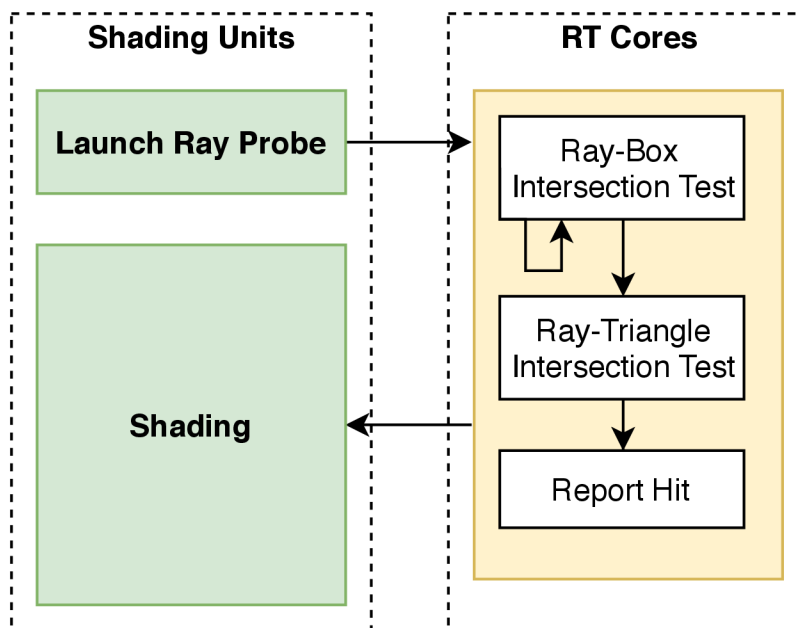 Shading Units
RT Cores
Launch Ray Probe
Ray-Box
Intersection Test
Ray-Triangle
Intersection Test
Shading
Report Hit